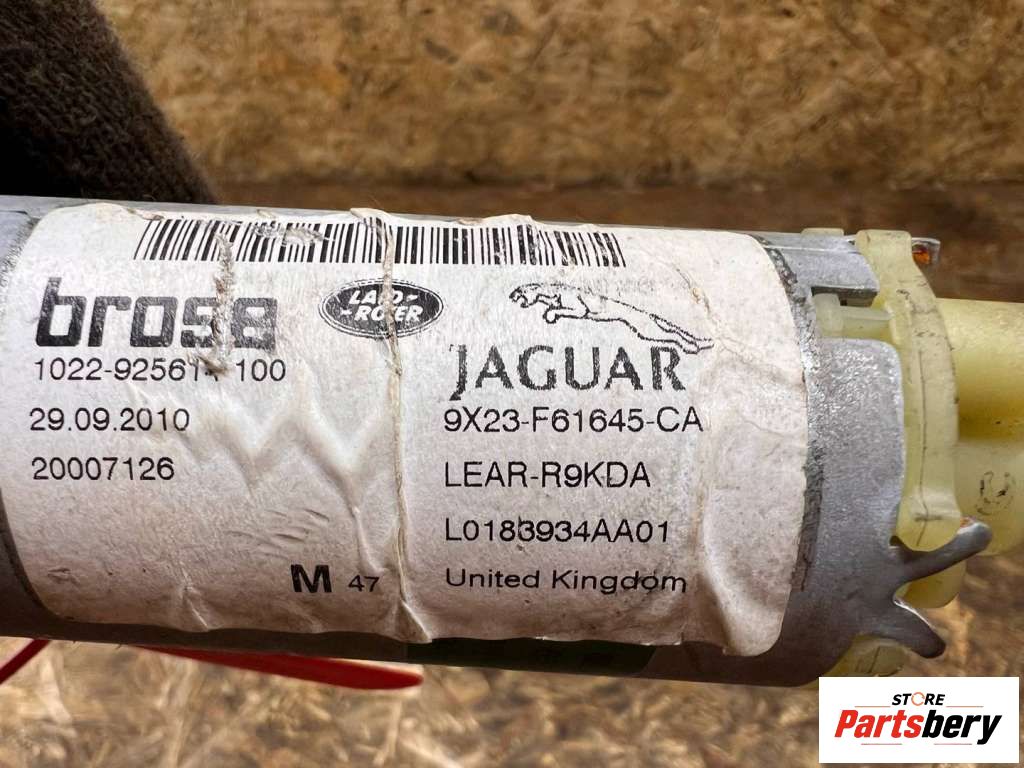 brose
LAND-
-ROVER
JAGUAR
1022-925614-100
29.09.2010
20007126
M 47
9X23-F61645-CA
LEAR-R9KDA
L0183934AA01
United Kingdom
STORE
Partsbery